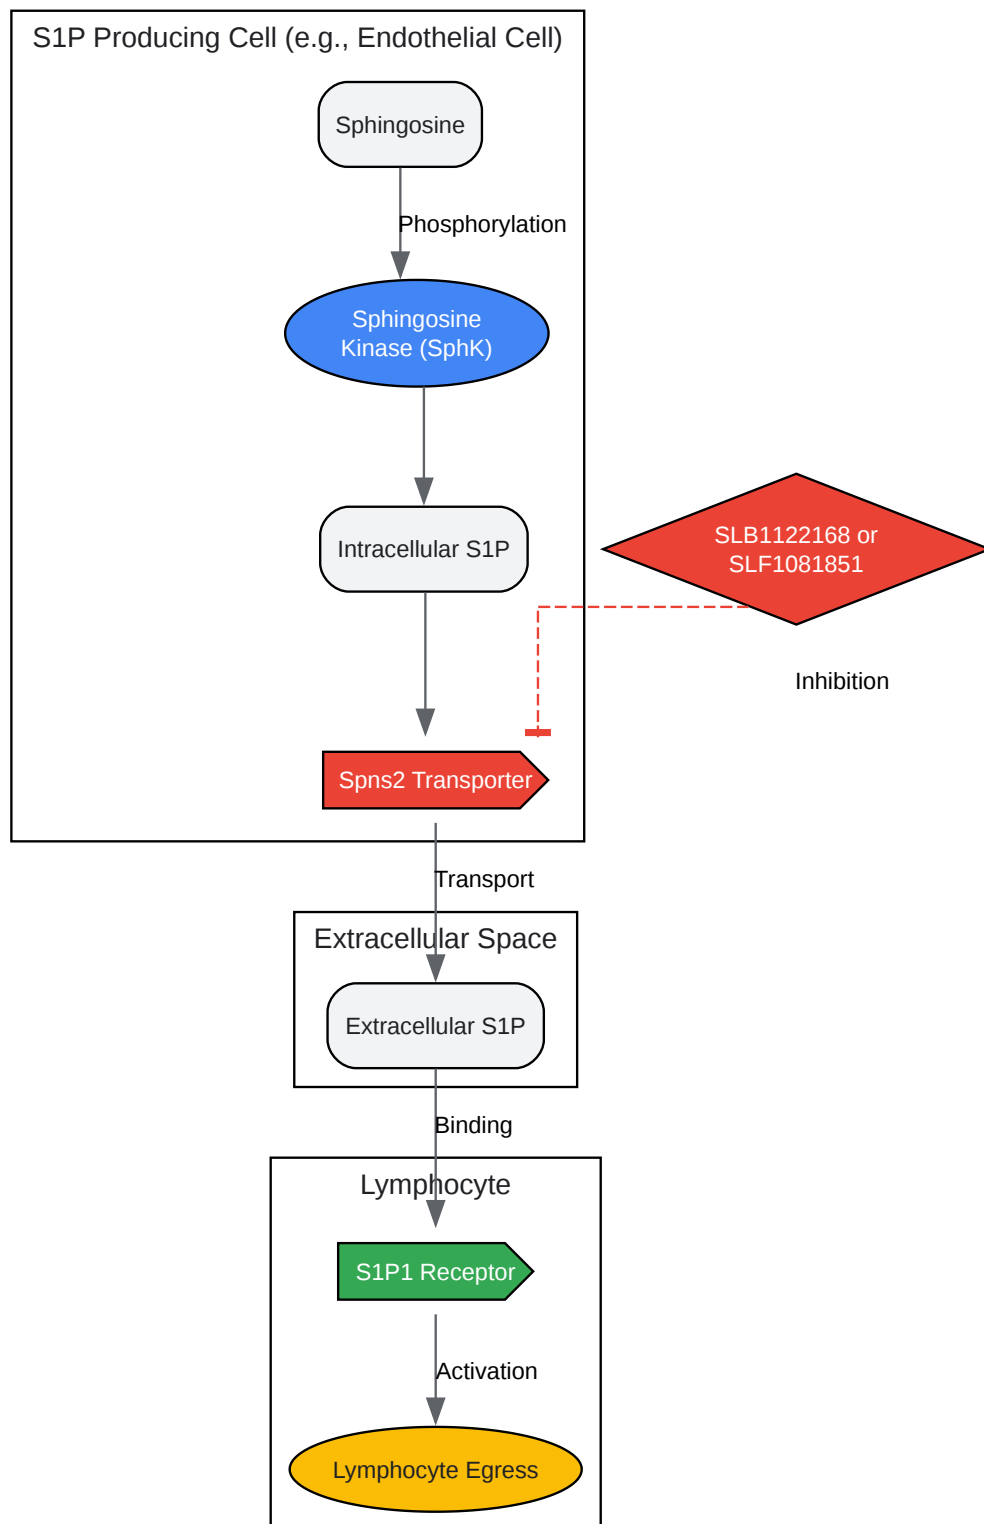 S1P Producing Cell (e.g., Endothelial Cell)
Sphingosine
Phosphorylation
Sphingosine
Kinase (SphK)
Intracellular S1P
SLB1122168 or
SLF1081851
Inhibition
Spns2 Transporter
Transport
Extracellular Space
Extracellular S1P
Binding
Lymphocyte
S1P1 Receptor
Activation
Lymphocyte Egress